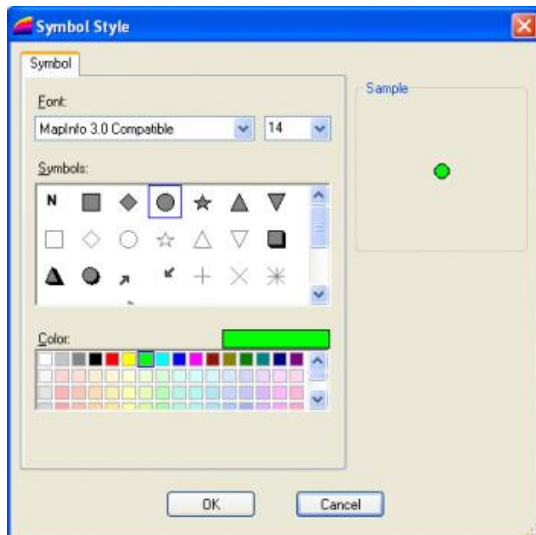 Symbol Style
Symbol
Font:
MapInfo 3.0 Compatible
14
Symbols:
N
Color:
Sample
OK
Cancel